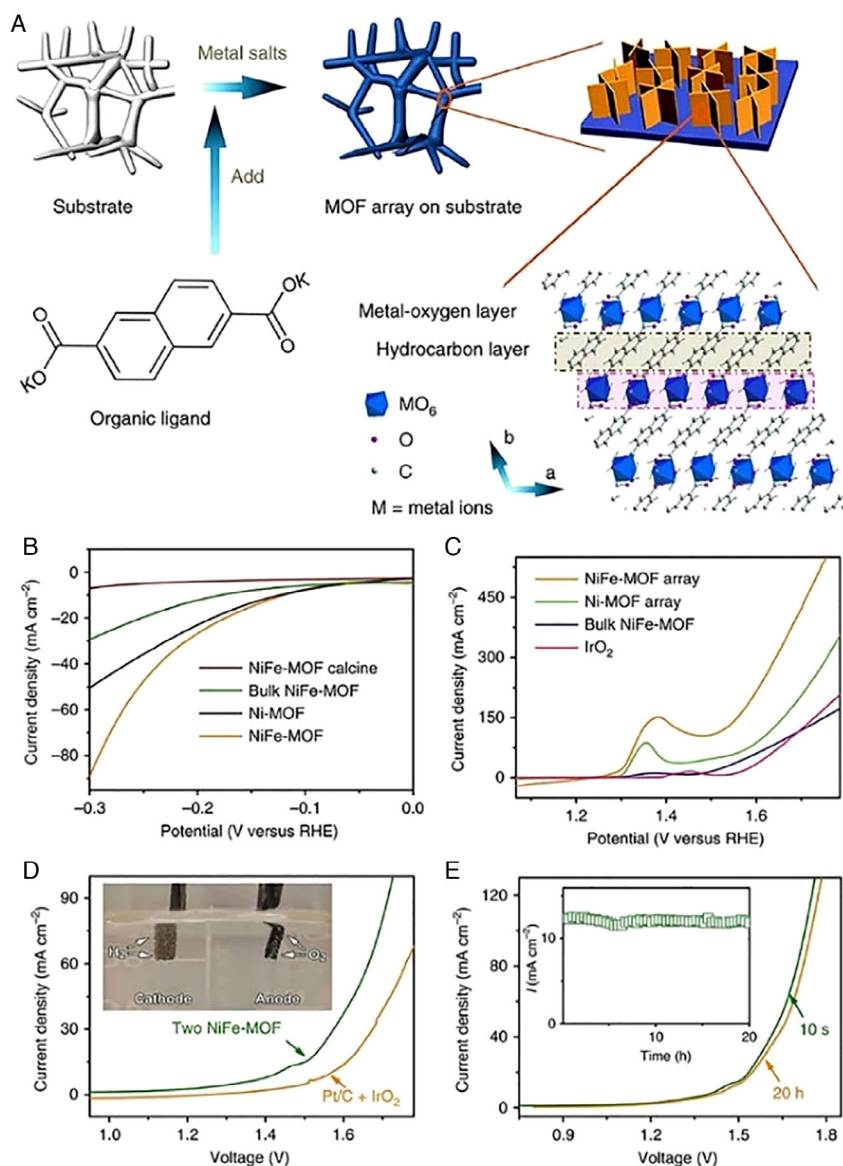 A
Metal salts
Add
Substrate
MOF array on substrate
OK
O
O
KO
Organic ligand
Metal-oxygen layer
Hydrocarbon layer
MO6
O
C
M = metal ions
b
a
B
0
−20
−40
−60
−80
Current density (mA cm−2)
NiFe-MOF calcine
Bulk NiFe-MOF
Ni-MOF
NiFe-MOF
−0.3
−0.2
−0.1
0.0
Potential (V versus RHE)
C
450
300
150
0
Current density (mA cm−2)
NiFe-MOF array
Ni-MOF array
Bulk NiFe-MOF
IrO2
1.2
1.4
1.6
Potential (V versus RHE)
D
90
60
30
0
Current density (mA cm−2)
H2
O2
Cathode
Anode
Two NiFe-MOF
Pt/C + IrO2
1.0
1.2
1.4
1.6
Voltage (V)
E
120
80
40
0
Current density (mA cm−2)
12
0
I (mA cm−2)
10
20
Time (h)
10 s
20 h
0.9
1.2
1.5
1.8
Voltage (V)